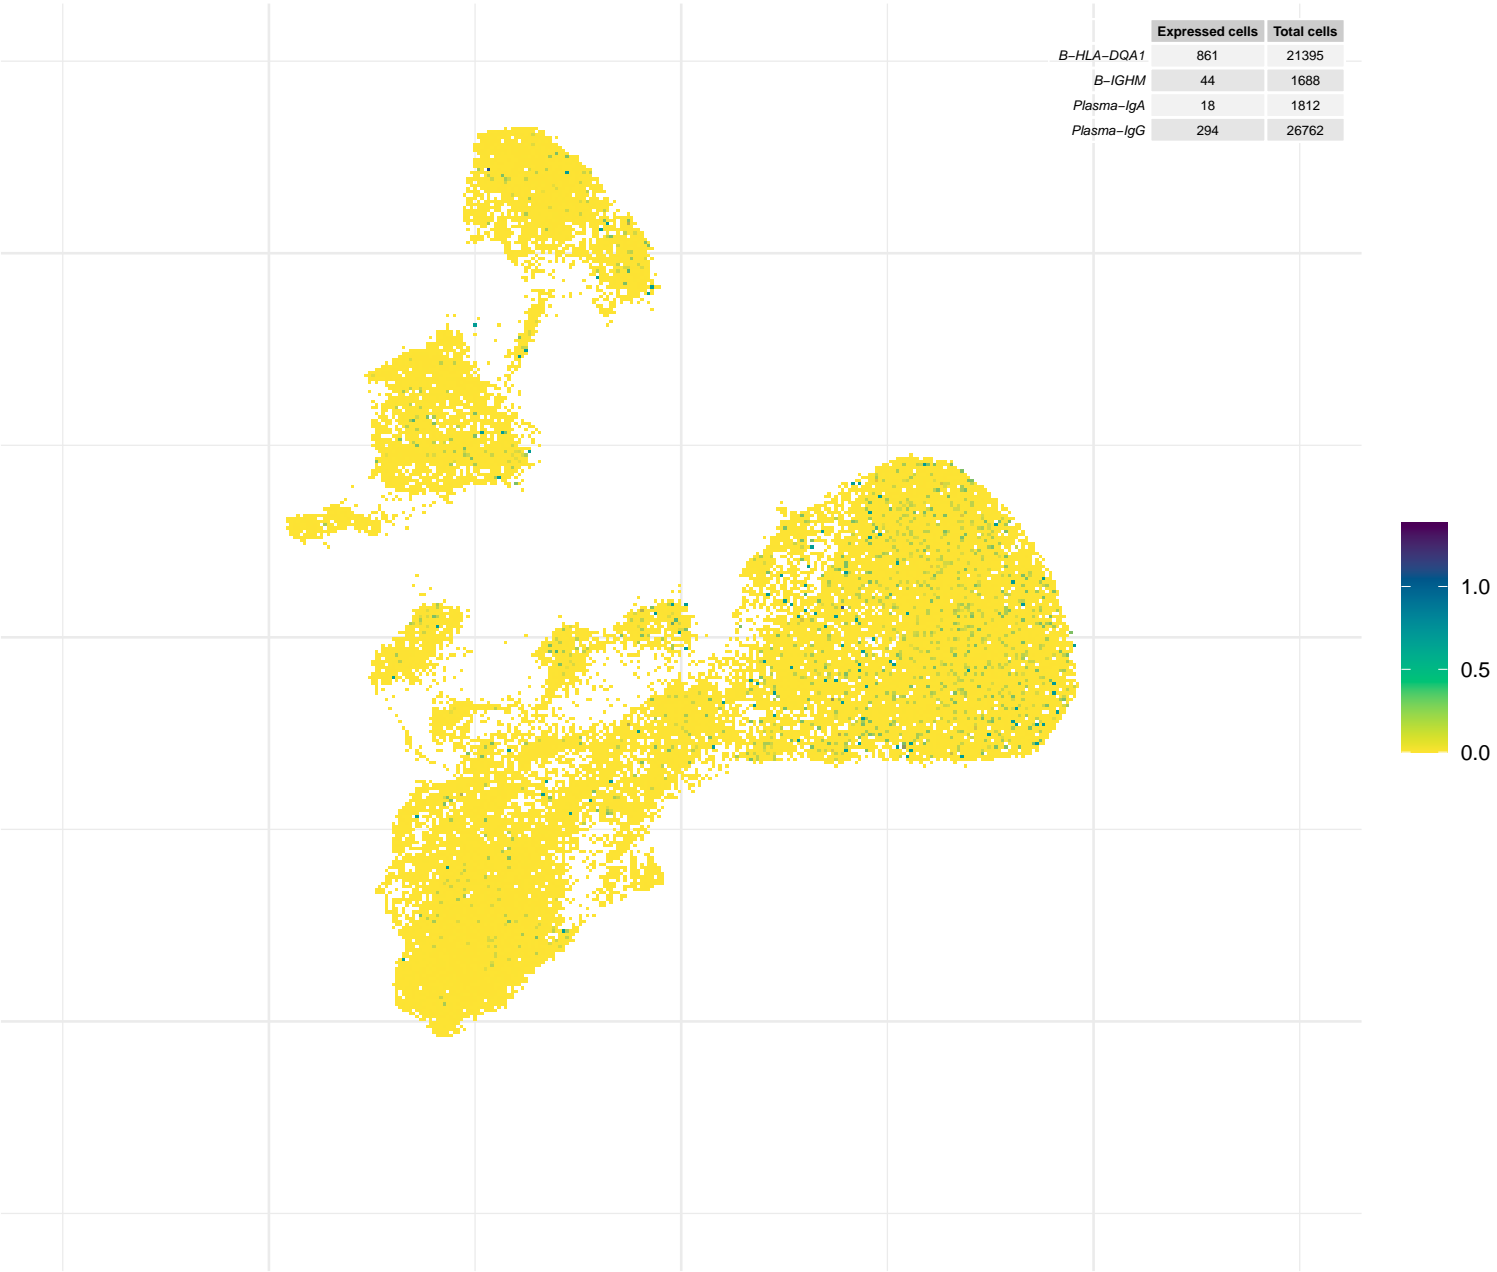 Expressed cells Total cells
B−HLA−DQA1 861 21395
B−IGHM 44 1688
Plasma−IgA 18 1812
Plasma−IgG 294 26762
1.0
0.5
0.0